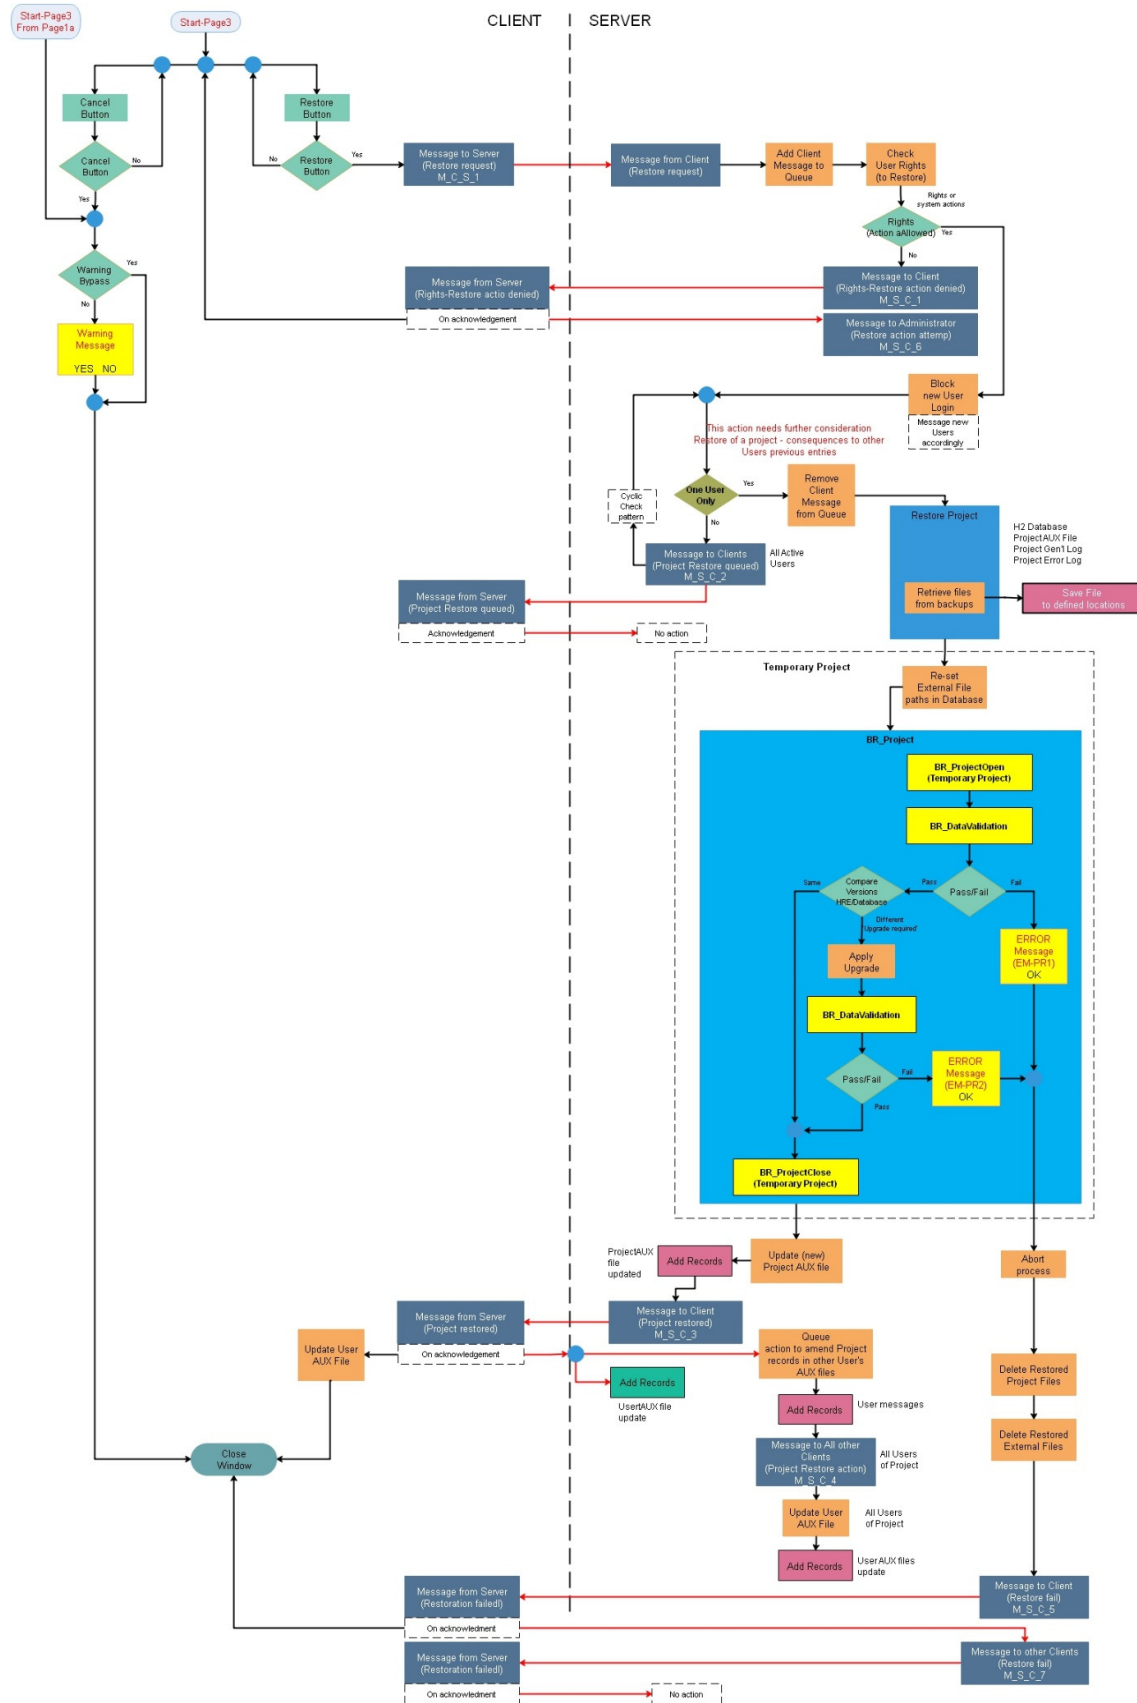 CLIENT
SERVER
Start-Page3
From Page1a
Start-Page3
Cancel
Button
Restore
Button
Cancel
Button
No
Yes
Restore
Button
No
Yes
Message to Server
(Restore request)
M_C_S_1
Message from Client
(Restore request)
Add Client
Message to
Queue
Check
User Rights
(to Restore)
Rights or
system actions
Rights
(Action aAllowed)
Yes
No
Warning
Bypass
Yes
No
Message from Server
(Rights-Restore actio denied)
On acknowledgement
Message to Client
(Rights-Restore action denied)
M_S_C_1
Message to Administrator
(Restore action attemp)
M_S_C_6
Warning
Message
YES NO
Block
new User
Login
Message new
Users
accordingly
This action needs further consideration
Restore of a project - consequences to other
Users previous entries
Cyclic
Check
pattern
One User
Only
Yes
No
Remove
Client
Message
from Queue
Restore Project
H2 Database
ProjectAUX File
Project Gen'l Log
Project Error Log
Message to Clients
(Project Restore queued)
M_S_C_2
All Active
Users
Retrieve files
from backups
Save File
to defined locations
Message from Server
(Project Restore queued)
Acknowledgement
No action
Temporary Project
Re-set
External File
paths in Database
BR_Project
BR_ProjectOpen
(Temporary Project)
BR_DataValidation
Same
Compare
Versions
HRE/Database
Pass
Pass/Fail
Fail
Different
'Upgrade required'
Apply
Upgrade
ERROR
Message
(EM-PR1)
OK
BR_DataValidation
Pass/Fail
Fail
Pass
ERROR
Message
(EM-PR2)
OK
BR_ProjectClose
(Temporary Project)
ProjectAUX
file
updated
Add Records
Update (new)
Project AUX file
Abort
process
Message from Server
(Project restored)
On acknowledgement
Message to Client
(Project restored)
M_S_C_3
Update User
AUX File
Queue
action to amend Project
records in other User's
AUX files
Add Records
UsertAUX file
update
Delete Restored
Project Files
Add Records
User messages
Delete Restored
External Files
Close
Window
Message to All other
Clients
(Project Restore action)
M_S_C_4
All Users
of Project
Update User
AUX File
All Users
of Project
Add Records
UserAUX files
update
Message from Server
(Restoration failedl)
On acknowledment
Message to Client
(Restore fail)
M_S_C_5
Message from Server
(Restoration failedl)
On acknowledment
Message to other Clients
(Restore fail)
M_S_C_7
No action